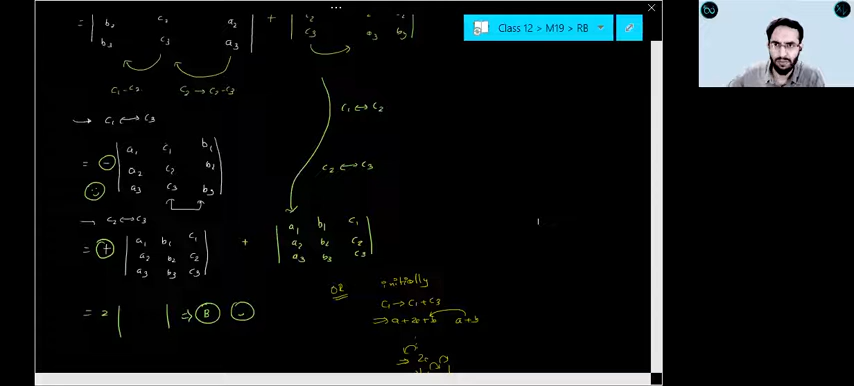 = | b₂ c₂ a₂ | + | c₂
b₃ c₃ a₃ | c₃ a₃ b₃ |
C₁-C₂ C₂ → C₂-C₃
→ C₁ ↔ C₃
C₁ ↔ C₂
= - | a₁ c₁ b₁ |
a₂ c₂ b₂
a₃ c₃ b₃
C₂ ↔ C₃
→ C₂ ↔ C₃
= + | a₁ b₁ c₁ | + | a₁ b₁ c₁ |
a₂ b₂ c₂ a₂ b₂ c₂
a₃ b₃ c₃ a₃ b₃ c₃
OR initially
C₁ → C₁ + C₃
= 2 | | ⇒ B
⇒ a + 2c + b a + b
⇒ 2c
Class 12 > M19 > RB